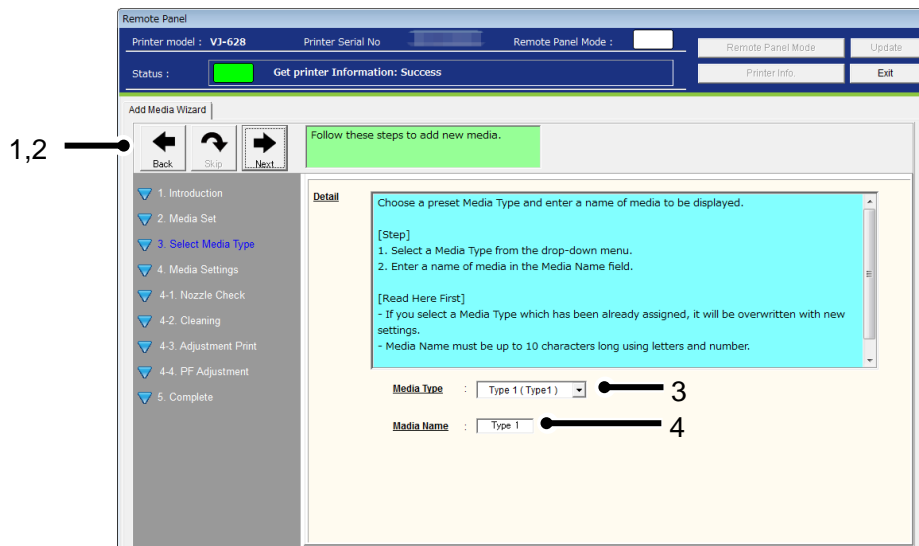 Remote Panel
Printer model : VJ-628 Printer Serial No Remote Panel Mode :
Remote Panel Mode Update
Status : Get printer Information: Success
Printer Info. Exit
Add Media Wizard
1,2
Back Skip Next...
Follow these steps to add new media.
1. Introduction
2. Media Set
3. Select Media Type
4. Media Settings
4-1. Nozzle Check
4-2. Cleaning
4-3. Adjustment Print
4-4. PF Adjustment
5. Complete
Detail
Choose a preset Media Type and enter a name of media to be displayed.
[Step]
1. Select a Media Type from the drop-down menu.
2. Enter a name of media in the Media Name field.
[Read Here First]
- If you select a Media Type which has been already assigned, it will be overwritten with new
settings.
- Media Name must be up to 10 characters long using letters and number.
Media Type : Type 1 ( Type1 ) 3
Madia Name : Type 1 4